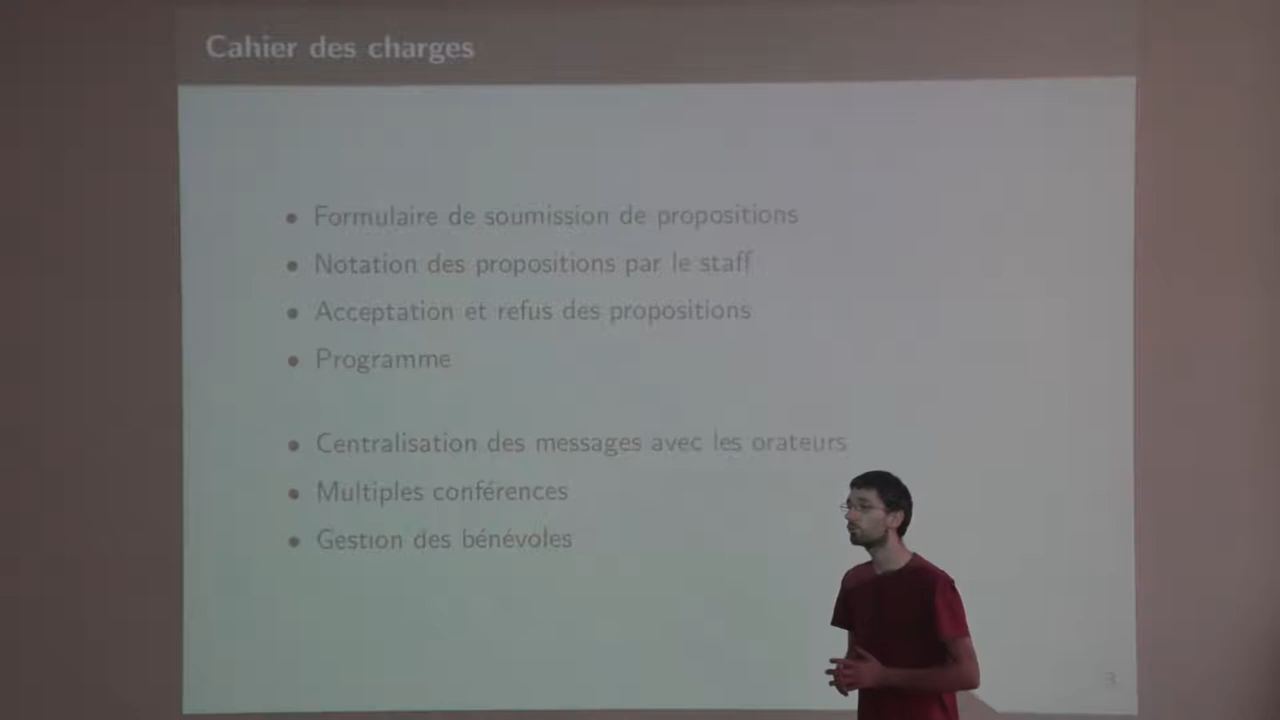 Cahier des charges
• Formulaire de soumission de propositions
• Notation des propositions par le staff
• Acceptation et refus des propositions
• Programme
• Centralisation des messages avec les orateurs
• Multiples conférences
• Gestion des bénévoles
3